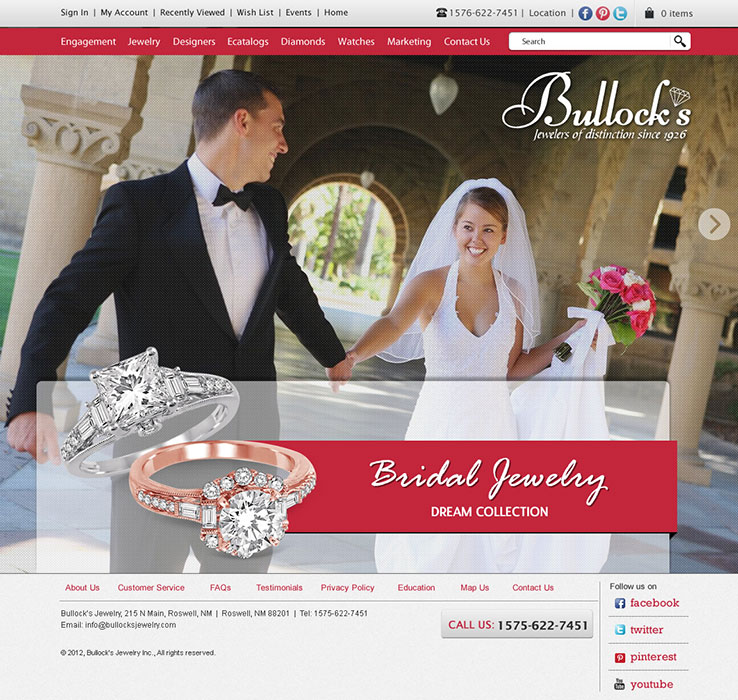 Sign In | My Account | Recently Viewed | Wish List | Events | Home
1576-622-7451 | Location |
0 items
Engagement Jewelry Designers Ecatalogs Diamonds Watches Marketing Contact Us
Search
Bullock's
Jewelers of distinction since 1926
Bridal Jewelry
DREAM COLLECTION
About Us Customer Service FAQs Testimonials Privacy Policy Education Map Us Contact Us
Bullock's Jewelry, 215 N Main, Roswell, NM | Roswell, NM 88201 | Tel: 1575-622-7451
Email: info@bullocksjewelry.com
CALL US: 1575-622-7451
© 2012, Bullock's Jewelry Inc., All rights reserved.
Follow us on
facebook
twitter
pinterest
youtube